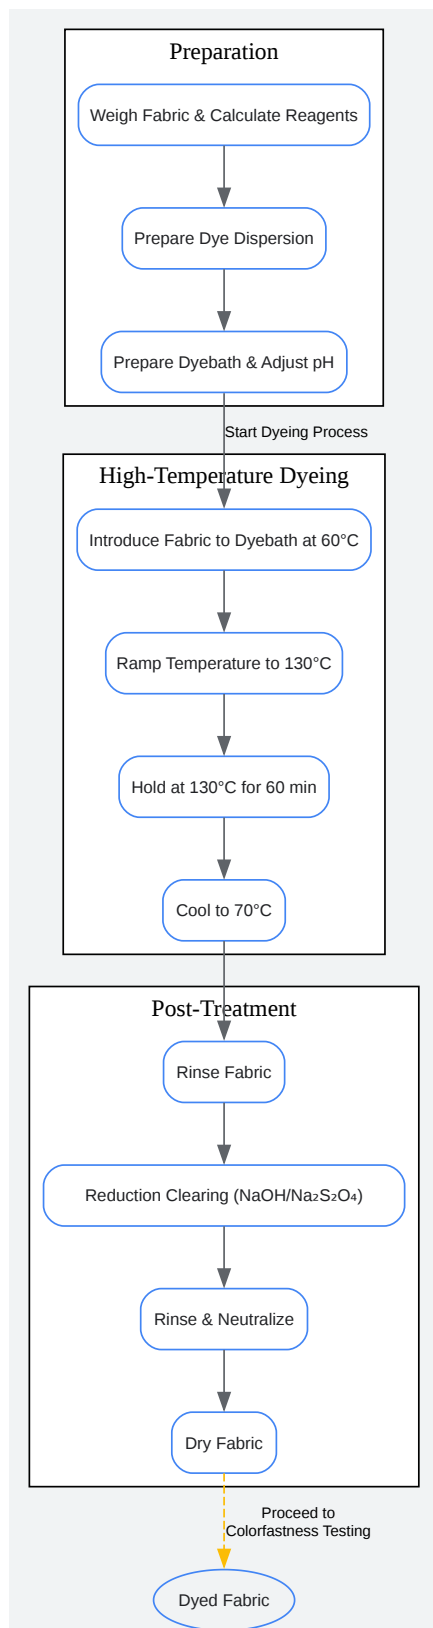 Preparation
Weigh Fabric & Calculate Reagents
Prepare Dye Dispersion
Prepare Dyebath & Adjust pH
Start Dyeing Process
High-Temperature Dyeing
Introduce Fabric to Dyebath at 60°C
Ramp Temperature to 130°C
Hold at 130°C for 60 min
Cool to 70°C
Post-Treatment
Rinse Fabric
Reduction Clearing (NaOH/Na₂S₂O₄)
Rinse & Neutralize
Dry Fabric
Proceed to
Colorfastness Testing
Dyed Fabric